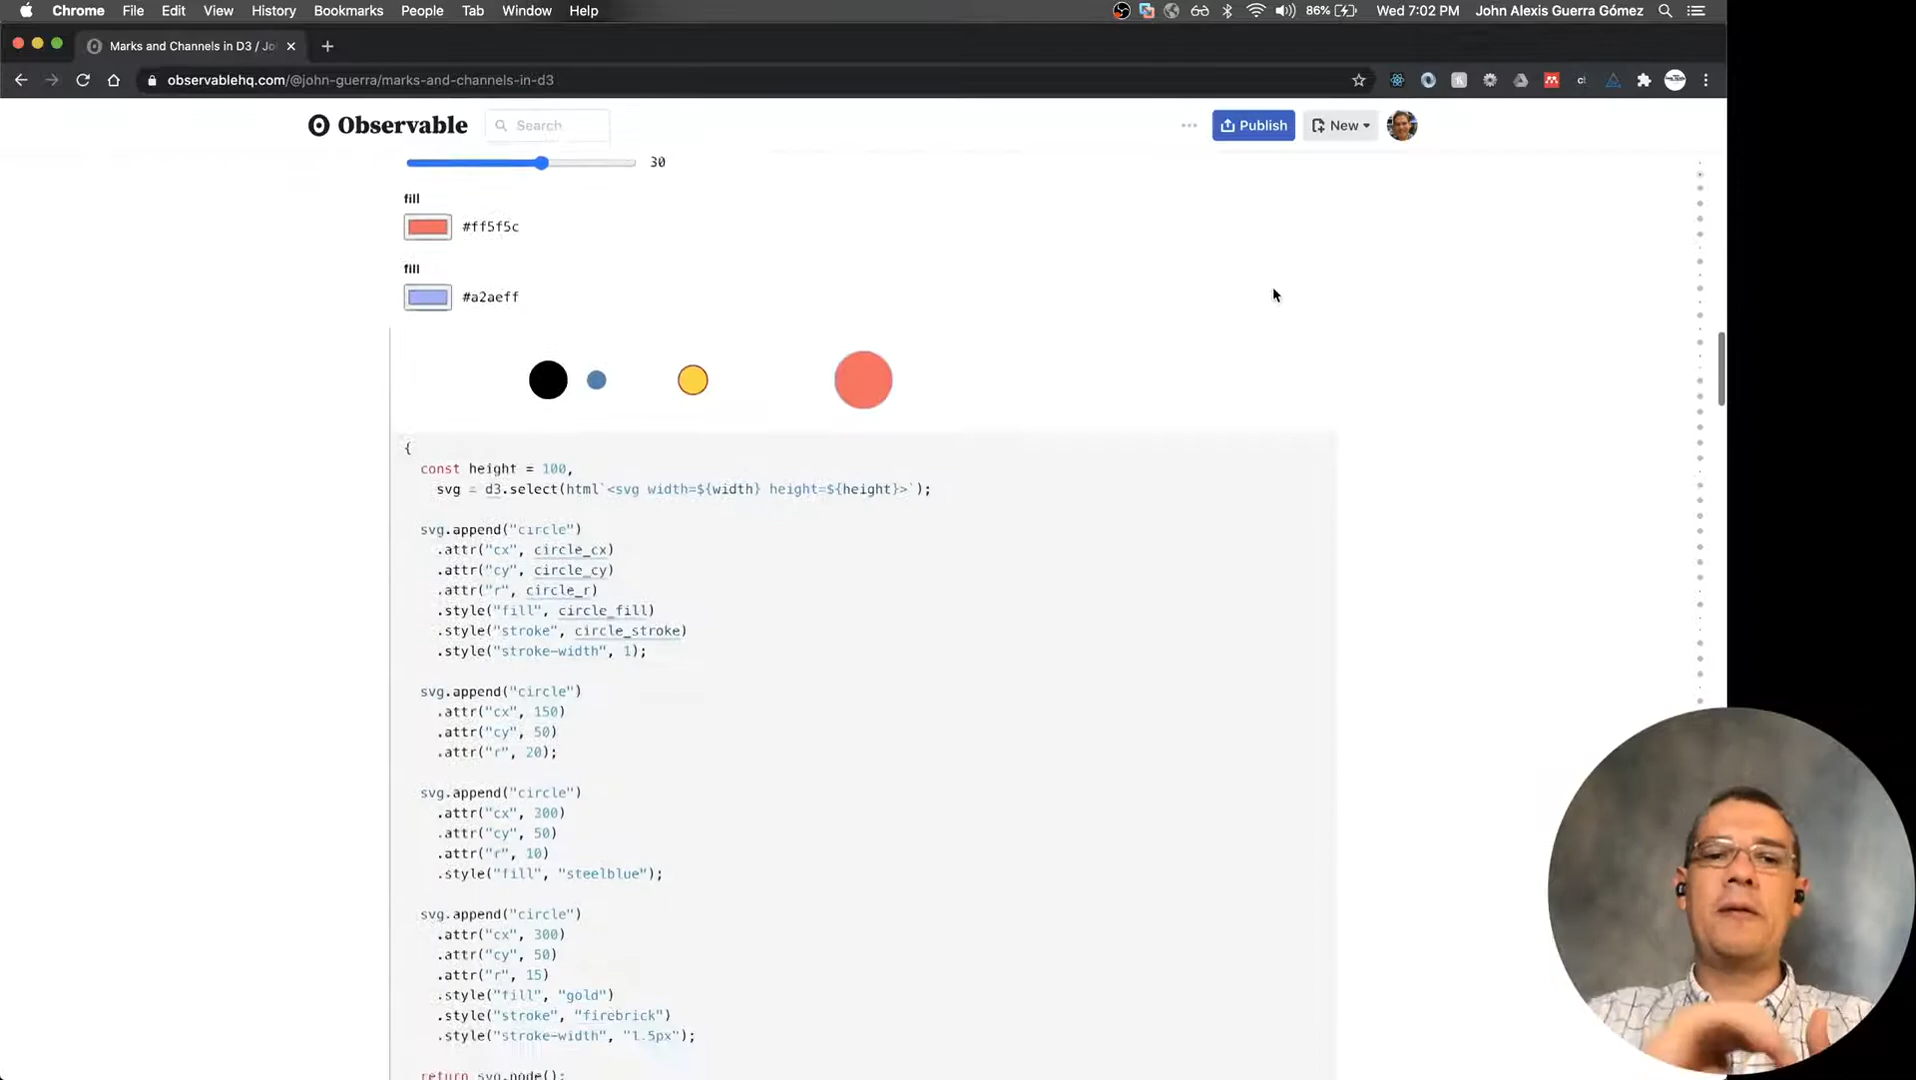 Chrome File Edit View History Bookmarks People Tab Window Help 86% Wed 7:02 PM John Alexis Guerra Gómez
Marks and Channels in D3 / Jo
observablehq.com/@john-guerra/marks-and-channels-in-d3
Observable Search Publish New
30
fill
#ff5f5c
fill
#a2aeff
{
const height = 100,
svg = d3.select(html`<svg width=${width} height=${height}>`);
svg.append("circle")
.attr("cx", circle_cx)
.attr("cy", circle_cy)
.attr("r", circle_r)
.style("fill", circle_fill)
.style("stroke", circle_stroke)
.style("stroke-width", 1);
svg.append("circle")
.attr("cx", 150)
.attr("cy", 50)
.attr("r", 20);
svg.append("circle")
.attr("cx", 300)
.attr("cy", 50)
.attr("r", 10)
.style("fill", "steelblue");
svg.append("circle")
.attr("cx", 300)
.attr("cy", 50)
.attr("r", 15)
.style("fill", "gold")
.style("stroke", "firebrick")
.style("stroke-width", "1.5px");
return svg.node();